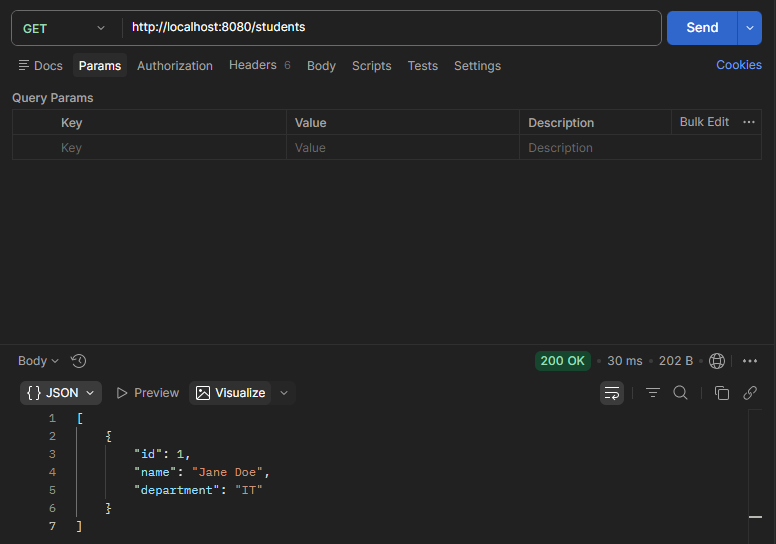 GET http://localhost:8080/students Send
Docs Params Authorization Headers 6 Body Scripts Tests Settings Cookies
Query Params
Key Value Description Bulk Edit
Key Value Description
Body 200 OK • 30 ms • 202 B •
{} JSON Preview Visualize
1 [
2 {
3 "id": 1,
4 "name": "Jane Doe",
5 "department": "IT"
6 }
7 ]